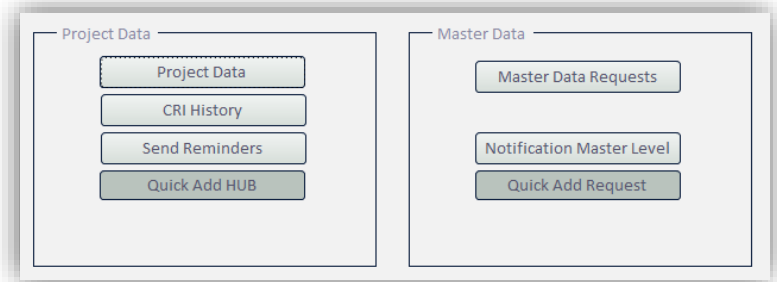 Project Data
Project Data
CRI History
Send Reminders
Quick Add HUB
Master Data
Master Data Requests
Notification Master Level
Quick Add Request